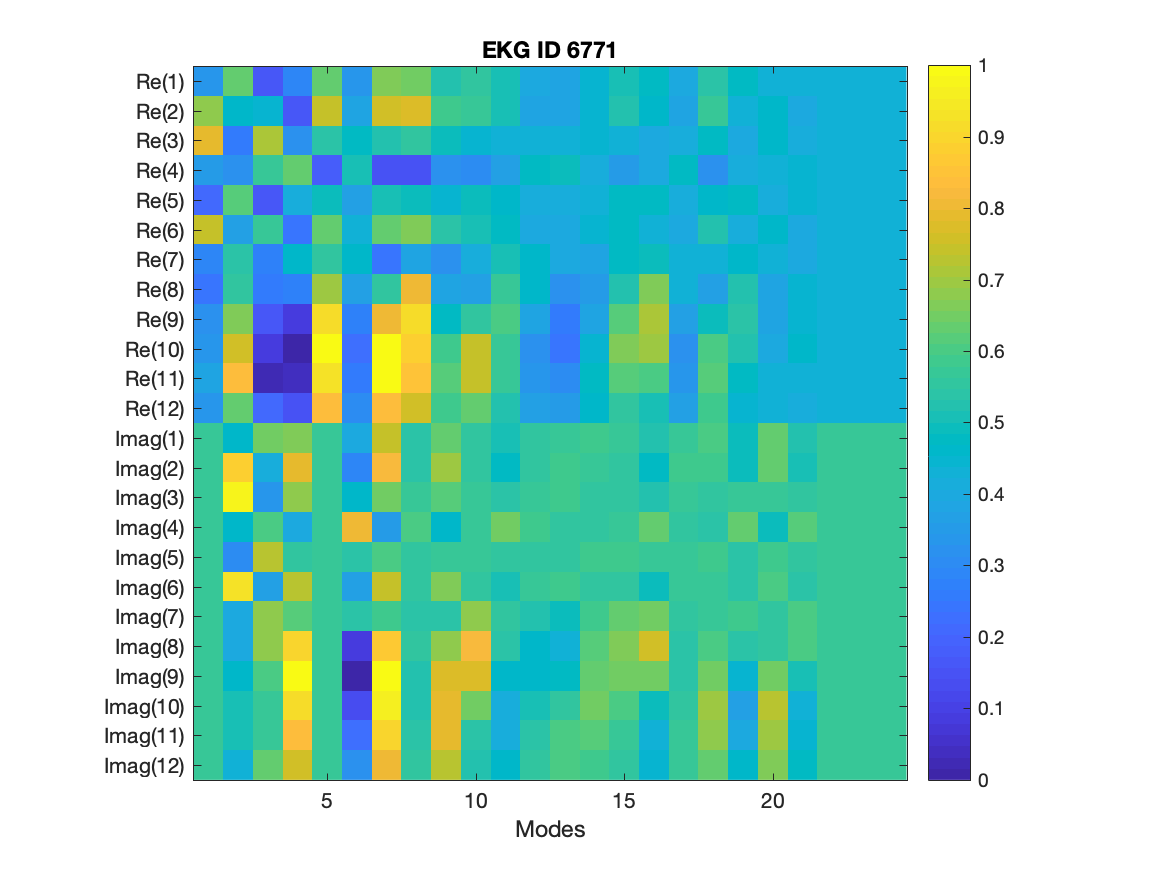 EKG ID 6771
Re(1)
Re(2)
Re(3)
Re(4)
Re(5)
Re(6)
Re(7)
Re(8)
Re(9)
Re(10)
Re(11)
Re(12)
Imag(1)
Imag(2)
Imag(3)
Imag(4)
Imag(5)
Imag(6)
Imag(7)
Imag(8)
Imag(9)
Imag(10)
Imag(11)
Imag(12)
5 10 15 20
Modes
1
0.9
0.8
0.7
0.6
0.5
0.4
0.3
0.2
0.1
0